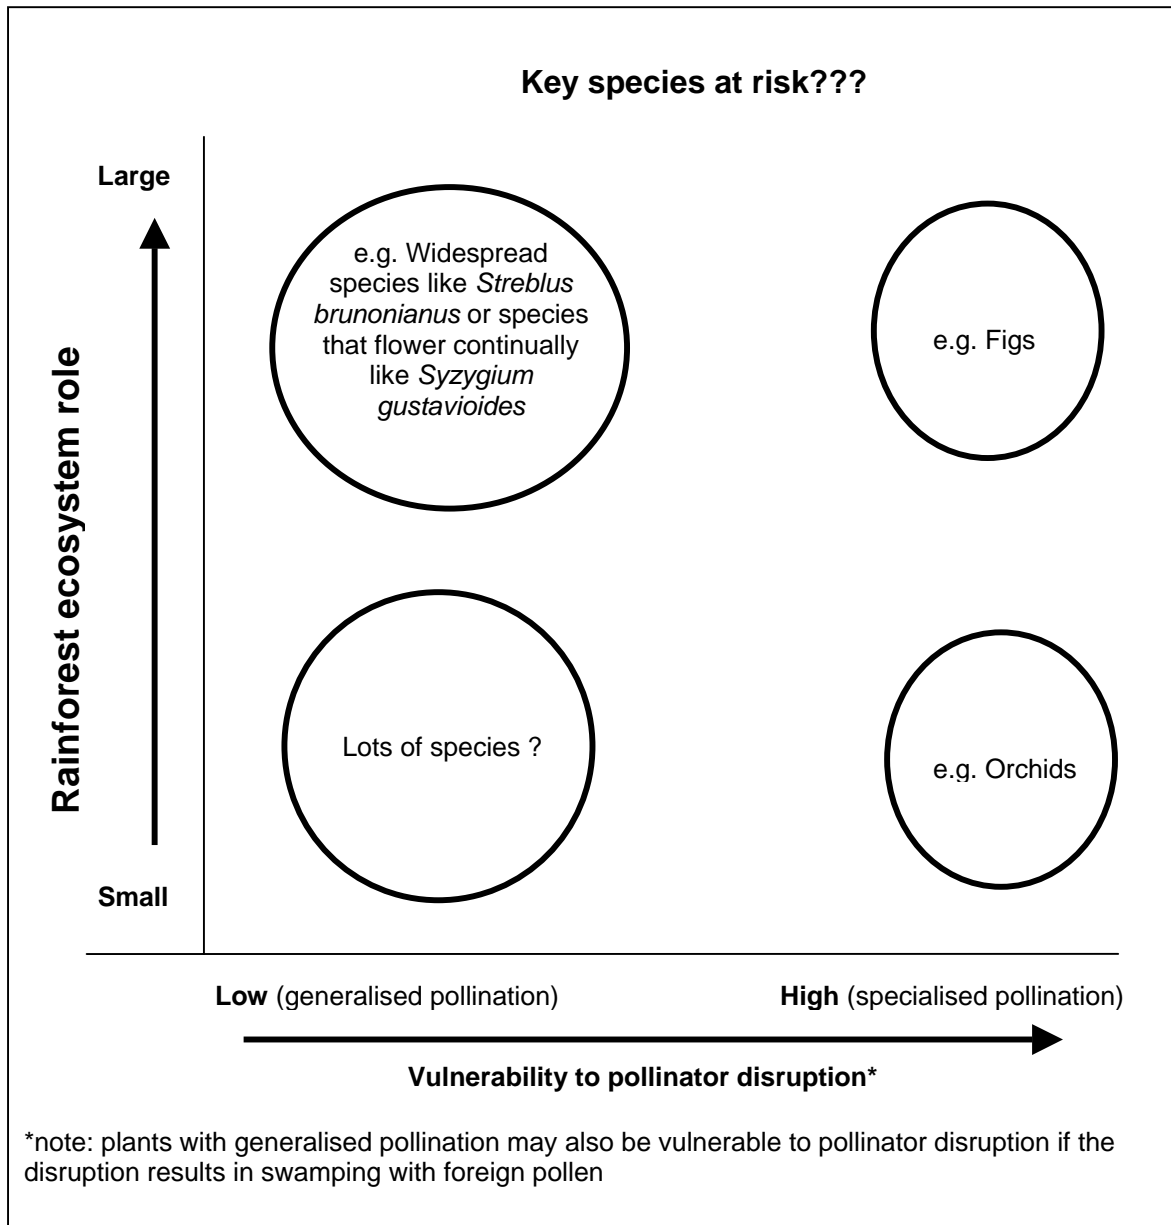 Key species at risk???
Large
e.g. Widespread
species like Streblus
brunonianus or species
that flower continually
like Syzygium
gustavioides
e.g. Figs
Rainforest ecosystem role
Lots of species ?
e.g. Orchids
Small
Low (generalised pollination)
High (specialised pollination)
Vulnerability to pollinator disruption*
*note: plants with generalised pollination may also be vulnerable to pollinator disruption if the
disruption results in swamping with foreign pollen